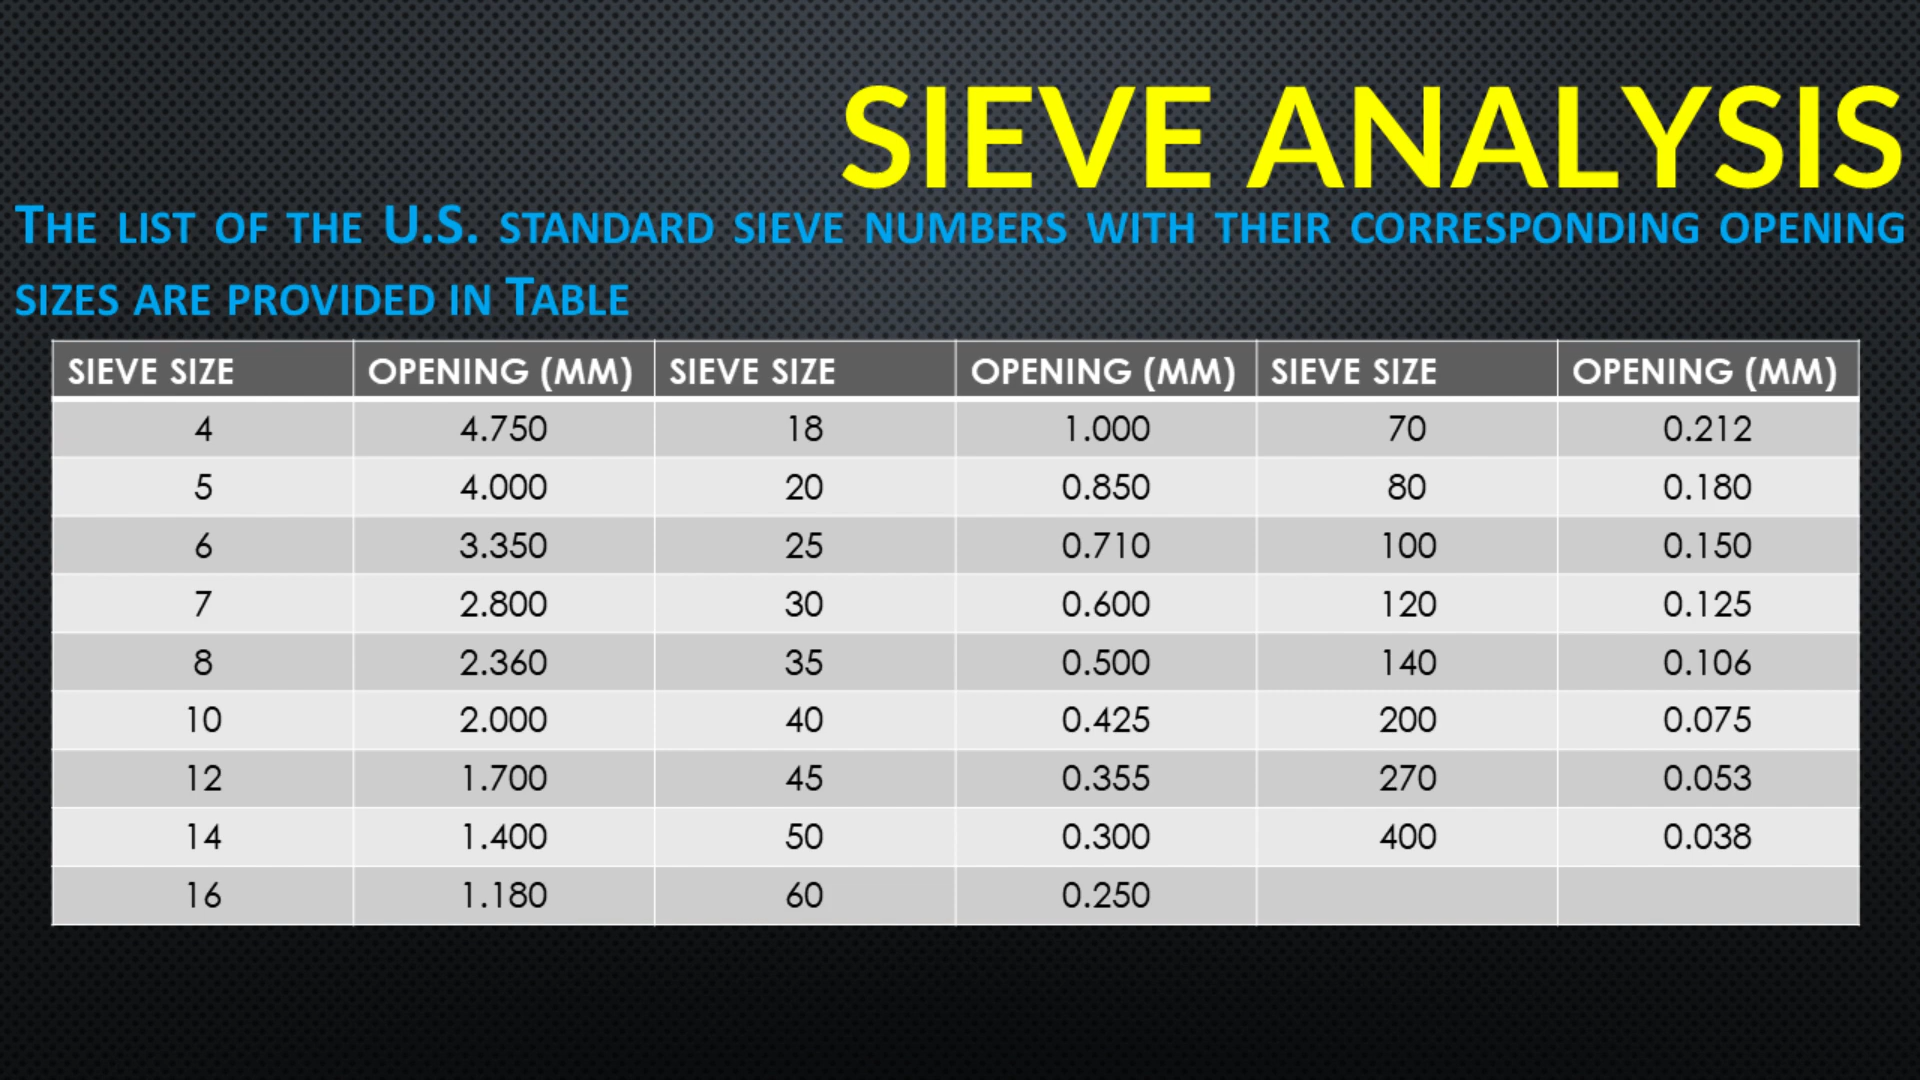 SIEVE ANALYSIS
THE LIST OF THE U.S. STANDARD SIEVE NUMBERS WITH THEIR CORRESPONDING OPENING
SIZES ARE PROVIDED IN TABLE
SIEVE SIZE OPENING (MM) SIEVE SIZE OPENING (MM) SIEVE SIZE OPENING (MM)
4 4.750 18 1.000 70 0.212
5 4.000 20 0.850 80 0.180
6 3.350 25 0.710 100 0.150
7 2.800 30 0.600 120 0.125
8 2.360 35 0.500 140 0.106
10 2.000 40 0.425 200 0.075
12 1.700 45 0.355 270 0.053
14 1.400 50 0.300 400 0.038
16 1.180 60 0.250